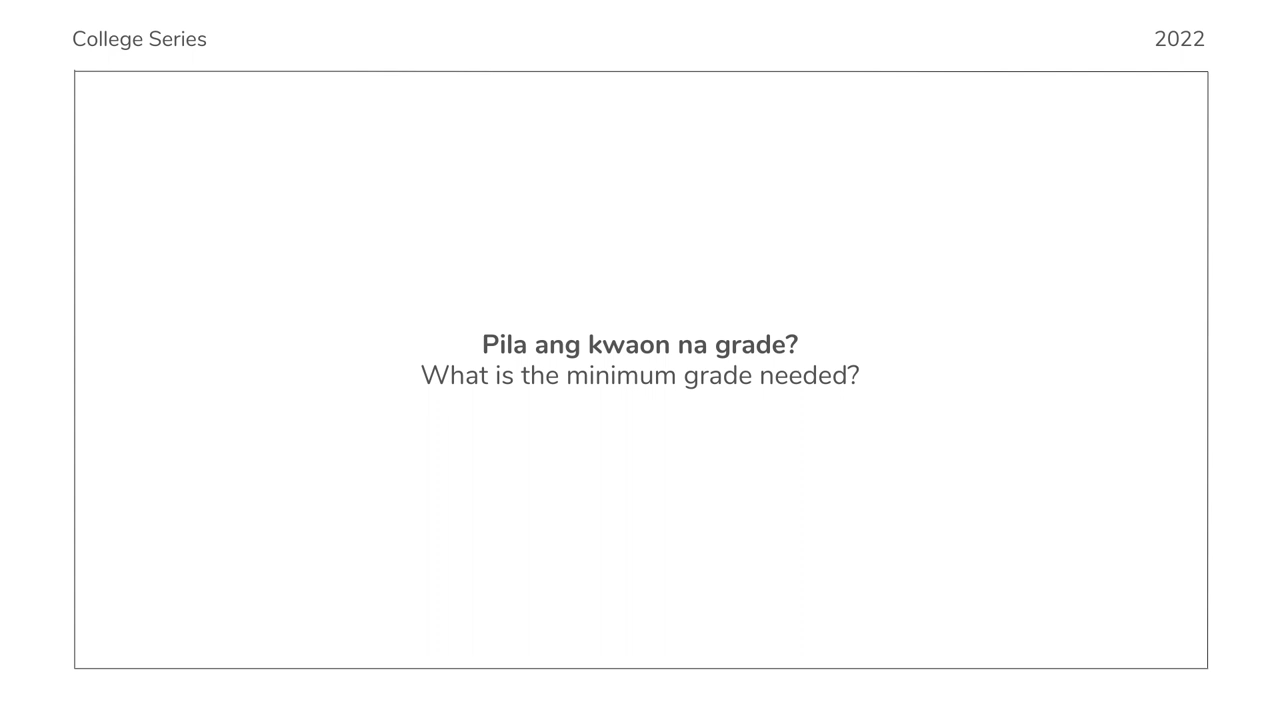 College Series
2022
Pila ang kwaon na grade?
What is the minimum grade needed?